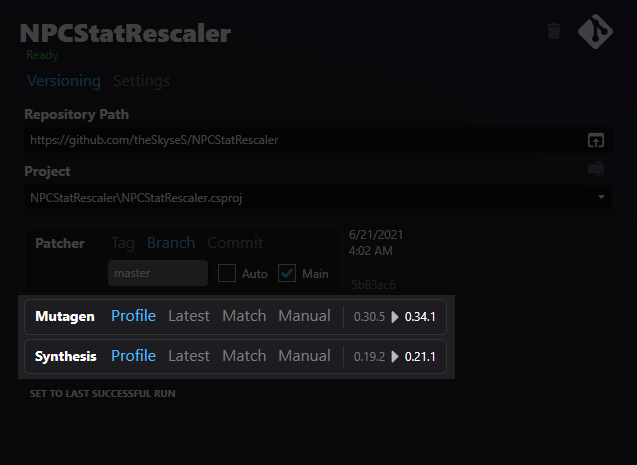 NPCStatRescaler
Ready
Versioning Settings
Repository Path
https://github.com/theSkyseS/NPCStatRescaler
Project
NPCStatRescaler\NPCStatRescaler.csproj
Patcher Tag Branch Commit 6/21/2021
4:02 AM
master Auto Main
5b83ac6
Mutagen Profile Latest Match Manual 0.30.5 0.34.1
Synthesis Profile Latest Match Manual 0.19.2 0.21.1
SET TO LAST SUCCESSFUL RUN